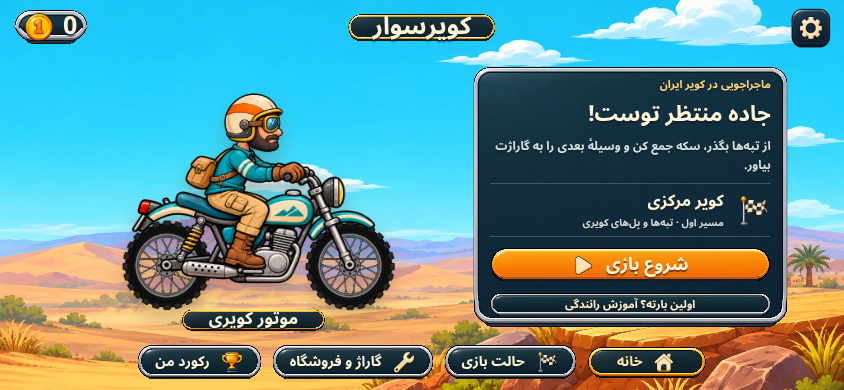 1 0
کویرسوار
ماجراجویی در کویر ایران
جاده منتظر توست!
از تپه‌ها بگذر، سکه جمع کن و وسیلهٔ بعدی را به گاراژت
بیاور.
کویر مرکزی
مسیر اول · تپه‌ها و پل‌های کویری
شروع بازی
اولین بارته؟ آموزش رانندگی
موتور کویری
خانه
حالت بازی
گاراژ و فروشگاه
رکورد من